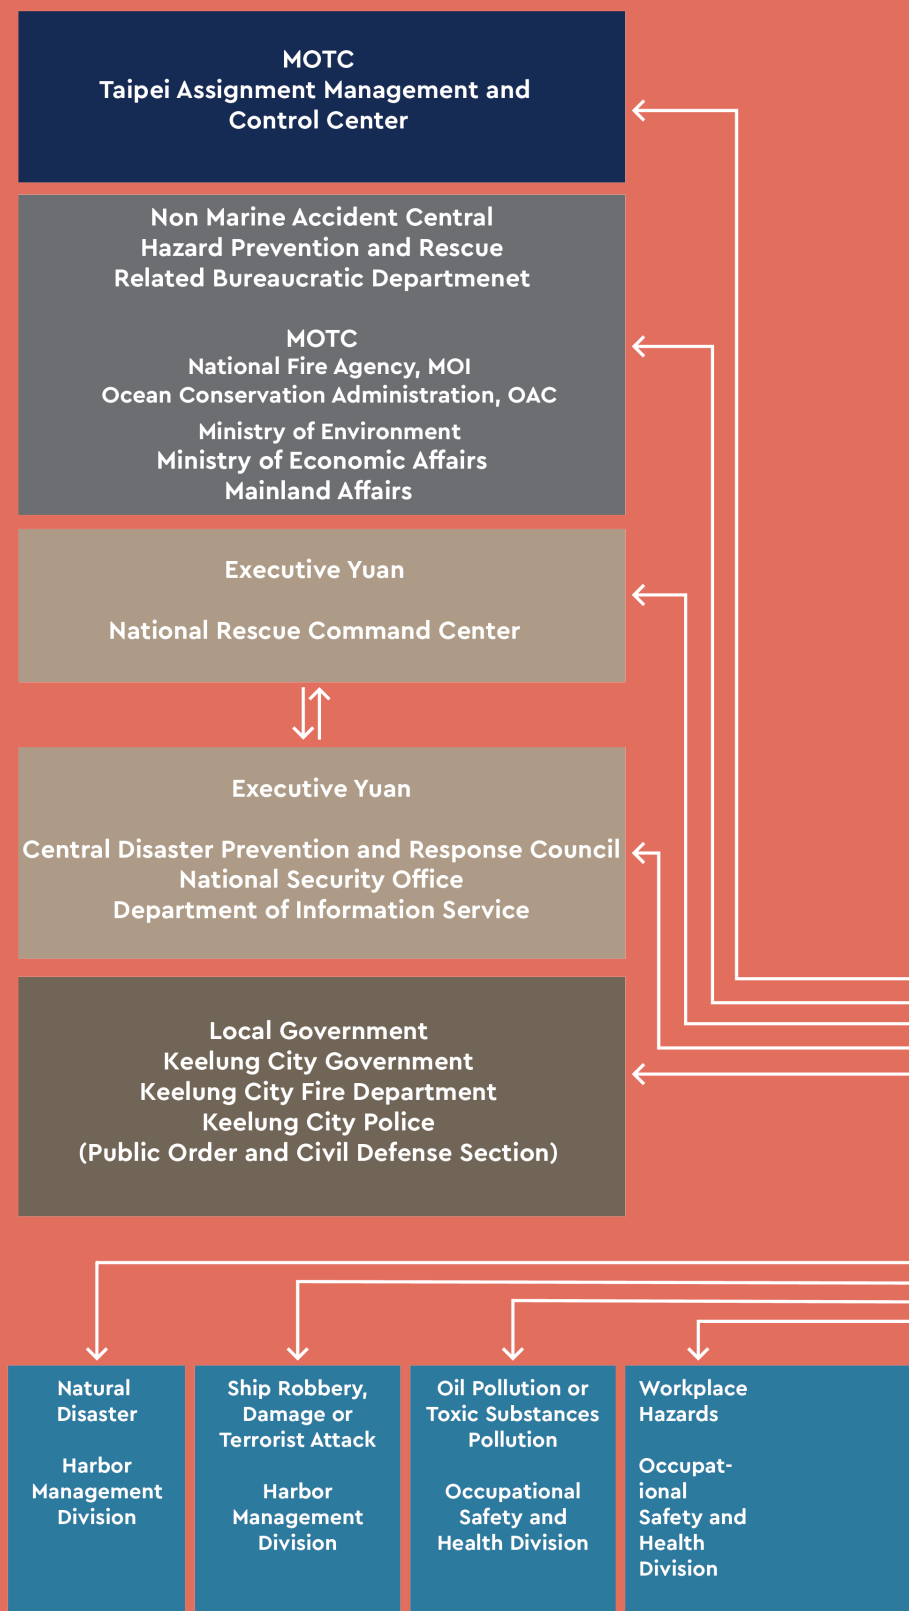 MOTC
Taipei Assignment Management and
Control Center
Non Marine Accident Central
Hazard Prevention and Rescue
Related Bureaucratic Departmenet
MOTC
National Fire Agency, MOI
Ocean Conservation Administration, OAC
Ministry of Environment
Ministry of Economic Affairs
Mainland Affairs
Executive Yuan
National Rescue Command Center
Executive Yuan
Central Disaster Prevention and Response Council
National Security Office
Department of Information Service
Local Government
Keelung City Government
Keelung City Fire Department
Keelung City Police
(Public Order and Civil Defense Section)
Natural
Disaster
Harbor
Management
Division
Ship Robbery,
Damage or
Terrorist Attack
Harbor
Management
Division
Oil Pollution or
Toxic Substances
Pollution
Occupational
Safety and
Health Division
Workplace
Hazards
Occupat-
ional
Safety and
Health
Division